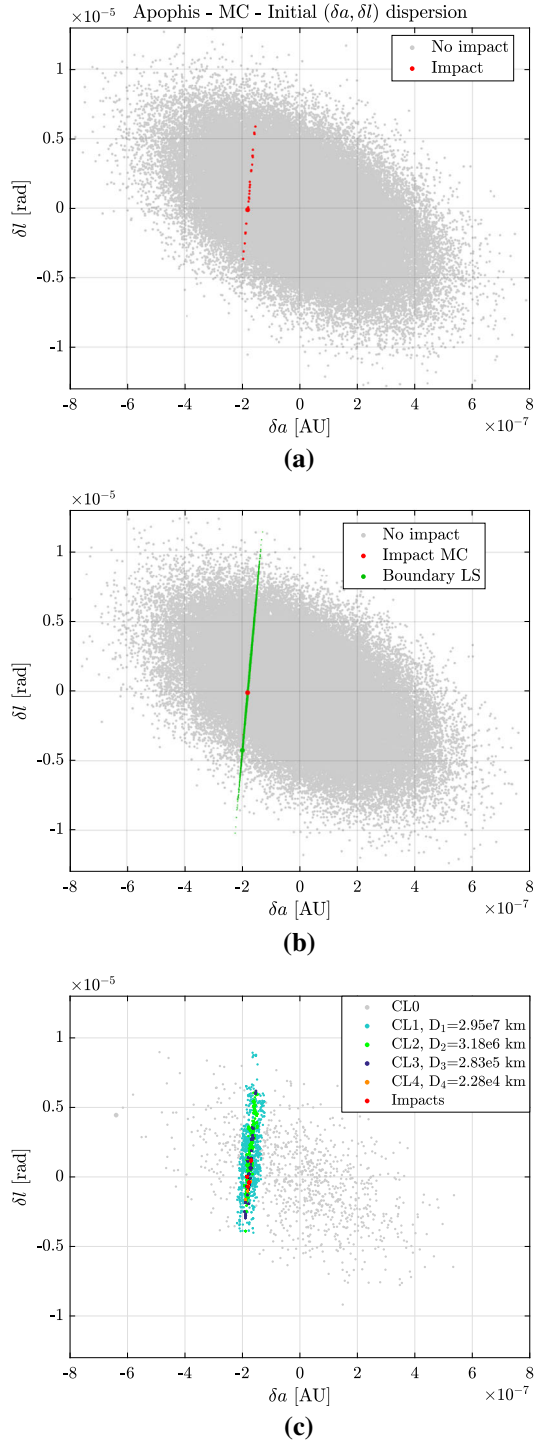 Apophis - MC - Initial (δa, δl) dispersion
×10⁻⁵
No impact
Impact
1
0.5
0
-0.5
-1
δl [rad]
-8 -6 -4 -2 0 2 4 6 8
δa [AU]
×10⁻⁷
(a)
×10⁻⁵
No impact
Impact MC
Boundary LS
1
0.5
0
-0.5
-1
δl [rad]
-8 -6 -4 -2 0 2 4 6 8
δa [AU]
×10⁻⁷
(b)
×10⁻⁵
CL0
CL1, D₁=2.95e7 km
CL2, D₂=3.18e6 km
CL3, D₃=2.83e5 km
CL4, D₄=2.28e4 km
Impacts
1
0.5
0
-0.5
-1
δl [rad]
-8 -6 -4 -2 0 2 4 6 8
δa [AU]
×10⁻⁷
(c)